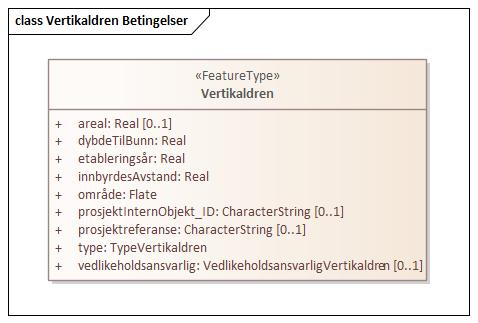 class Vertikaldren Betingelser
«FeatureType»
Vertikaldren
+ areal: Real [0..1]
+ dybdeTilBunn: Real
+ etableringsår: Real
+ innbyrdesAvstand: Real
+ område: Flate
+ prosjektInternObjekt_ID: CharacterString [0..1]
+ prosjektreferanse: CharacterString [0..1]
+ type: TypeVertikaldren
+ vedlikeholdsansvarlig: VedlikeholdsansvarligVertikaldren [0..1]